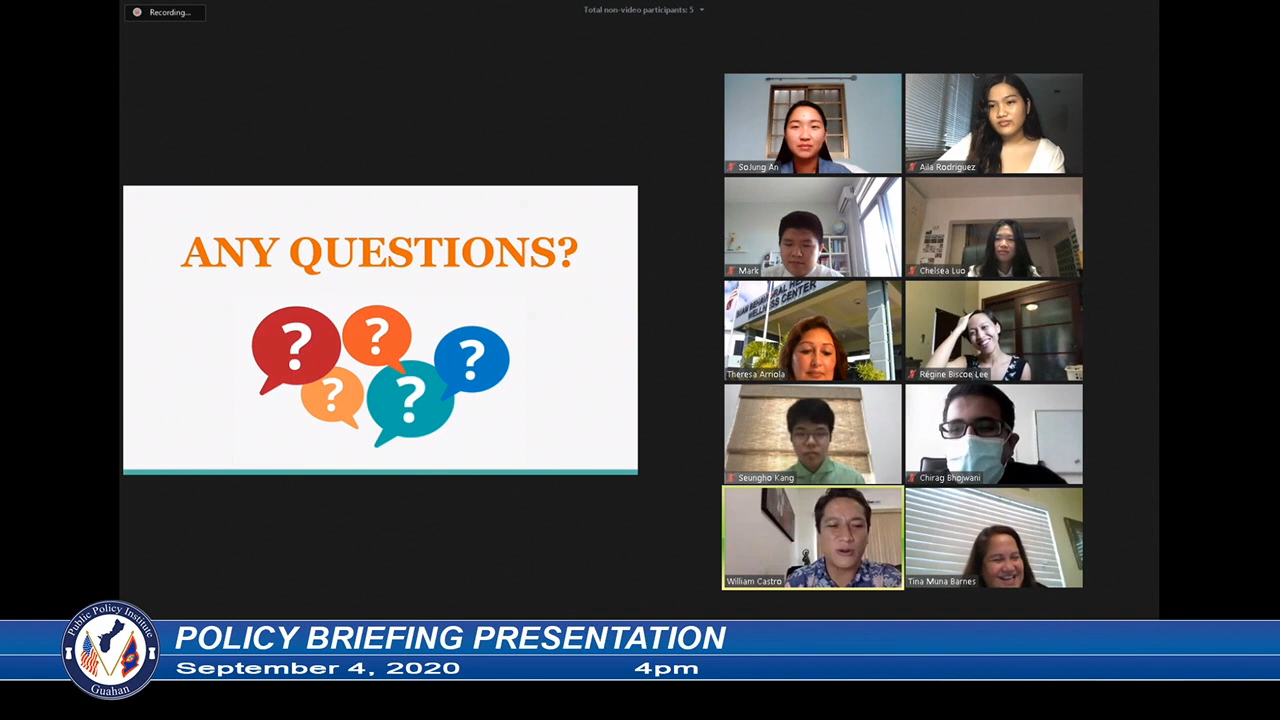 Recording...
Total non-video participants: 5
ANY QUESTIONS?
?
?
?
?
?
SoJung An
Aila Rodriguez
Mark
Chelsea Luo
WELLNESS CENTER
Theresa Arriola
Régine Biscoe Lee
Seungho Kang
Chirag Bhojwani
William Castro
Tina Muna Barnes
Public Policy Institute
Guahan
POLICY BRIEFING PRESENTATION
September 4, 2020
4pm